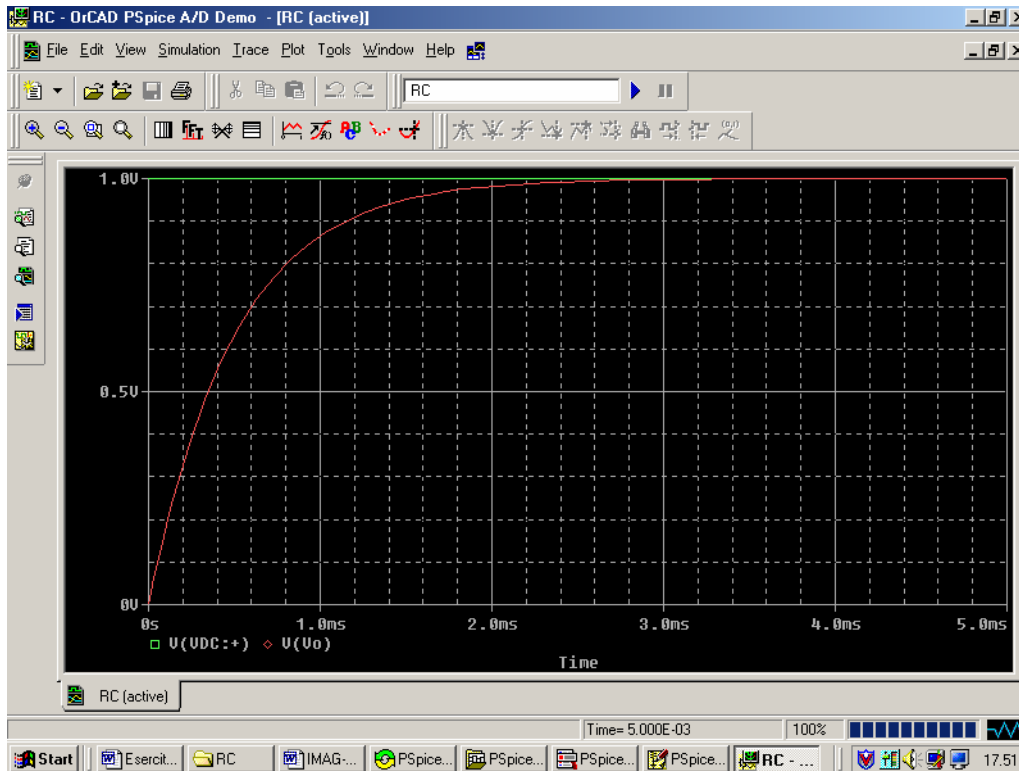 RC - OrCAD PSpice A/D Demo - [RC (active)]
File Edit View Simulation Trace Plot Tools Window Help
RC
FFT
1.0V
0.5V
0V
0s 1.0ms 2.0ms 3.0ms 4.0ms 5.0ms
V(VDC:+) V(Vo)
Time
RC (active)
Time= 5.000E-03 100%
Start Esercit... RC IMAG-... PSpice... PSpice... PSpice... PSpice... RC - ... 17.51